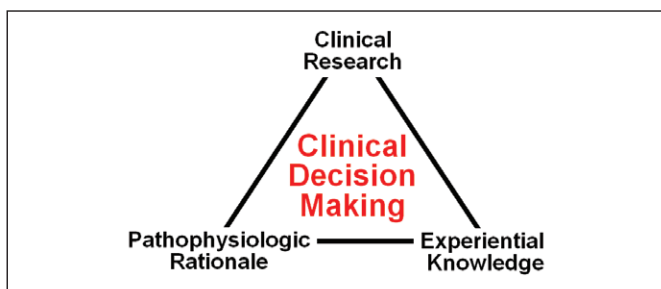 Clinical
Research
Clinical
Decision
Making
Pathophysiologic
Rationale
Experiential
Knowledge